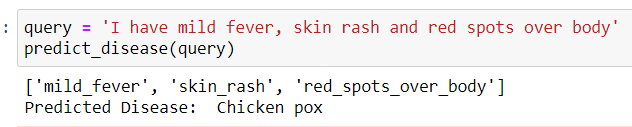 : query = 'I have mild fever, skin rash and red spots over body'
predict_disease(query)
['mild_fever', 'skin_rash', 'red_spots_over_body']
Predicted Disease:  Chicken pox